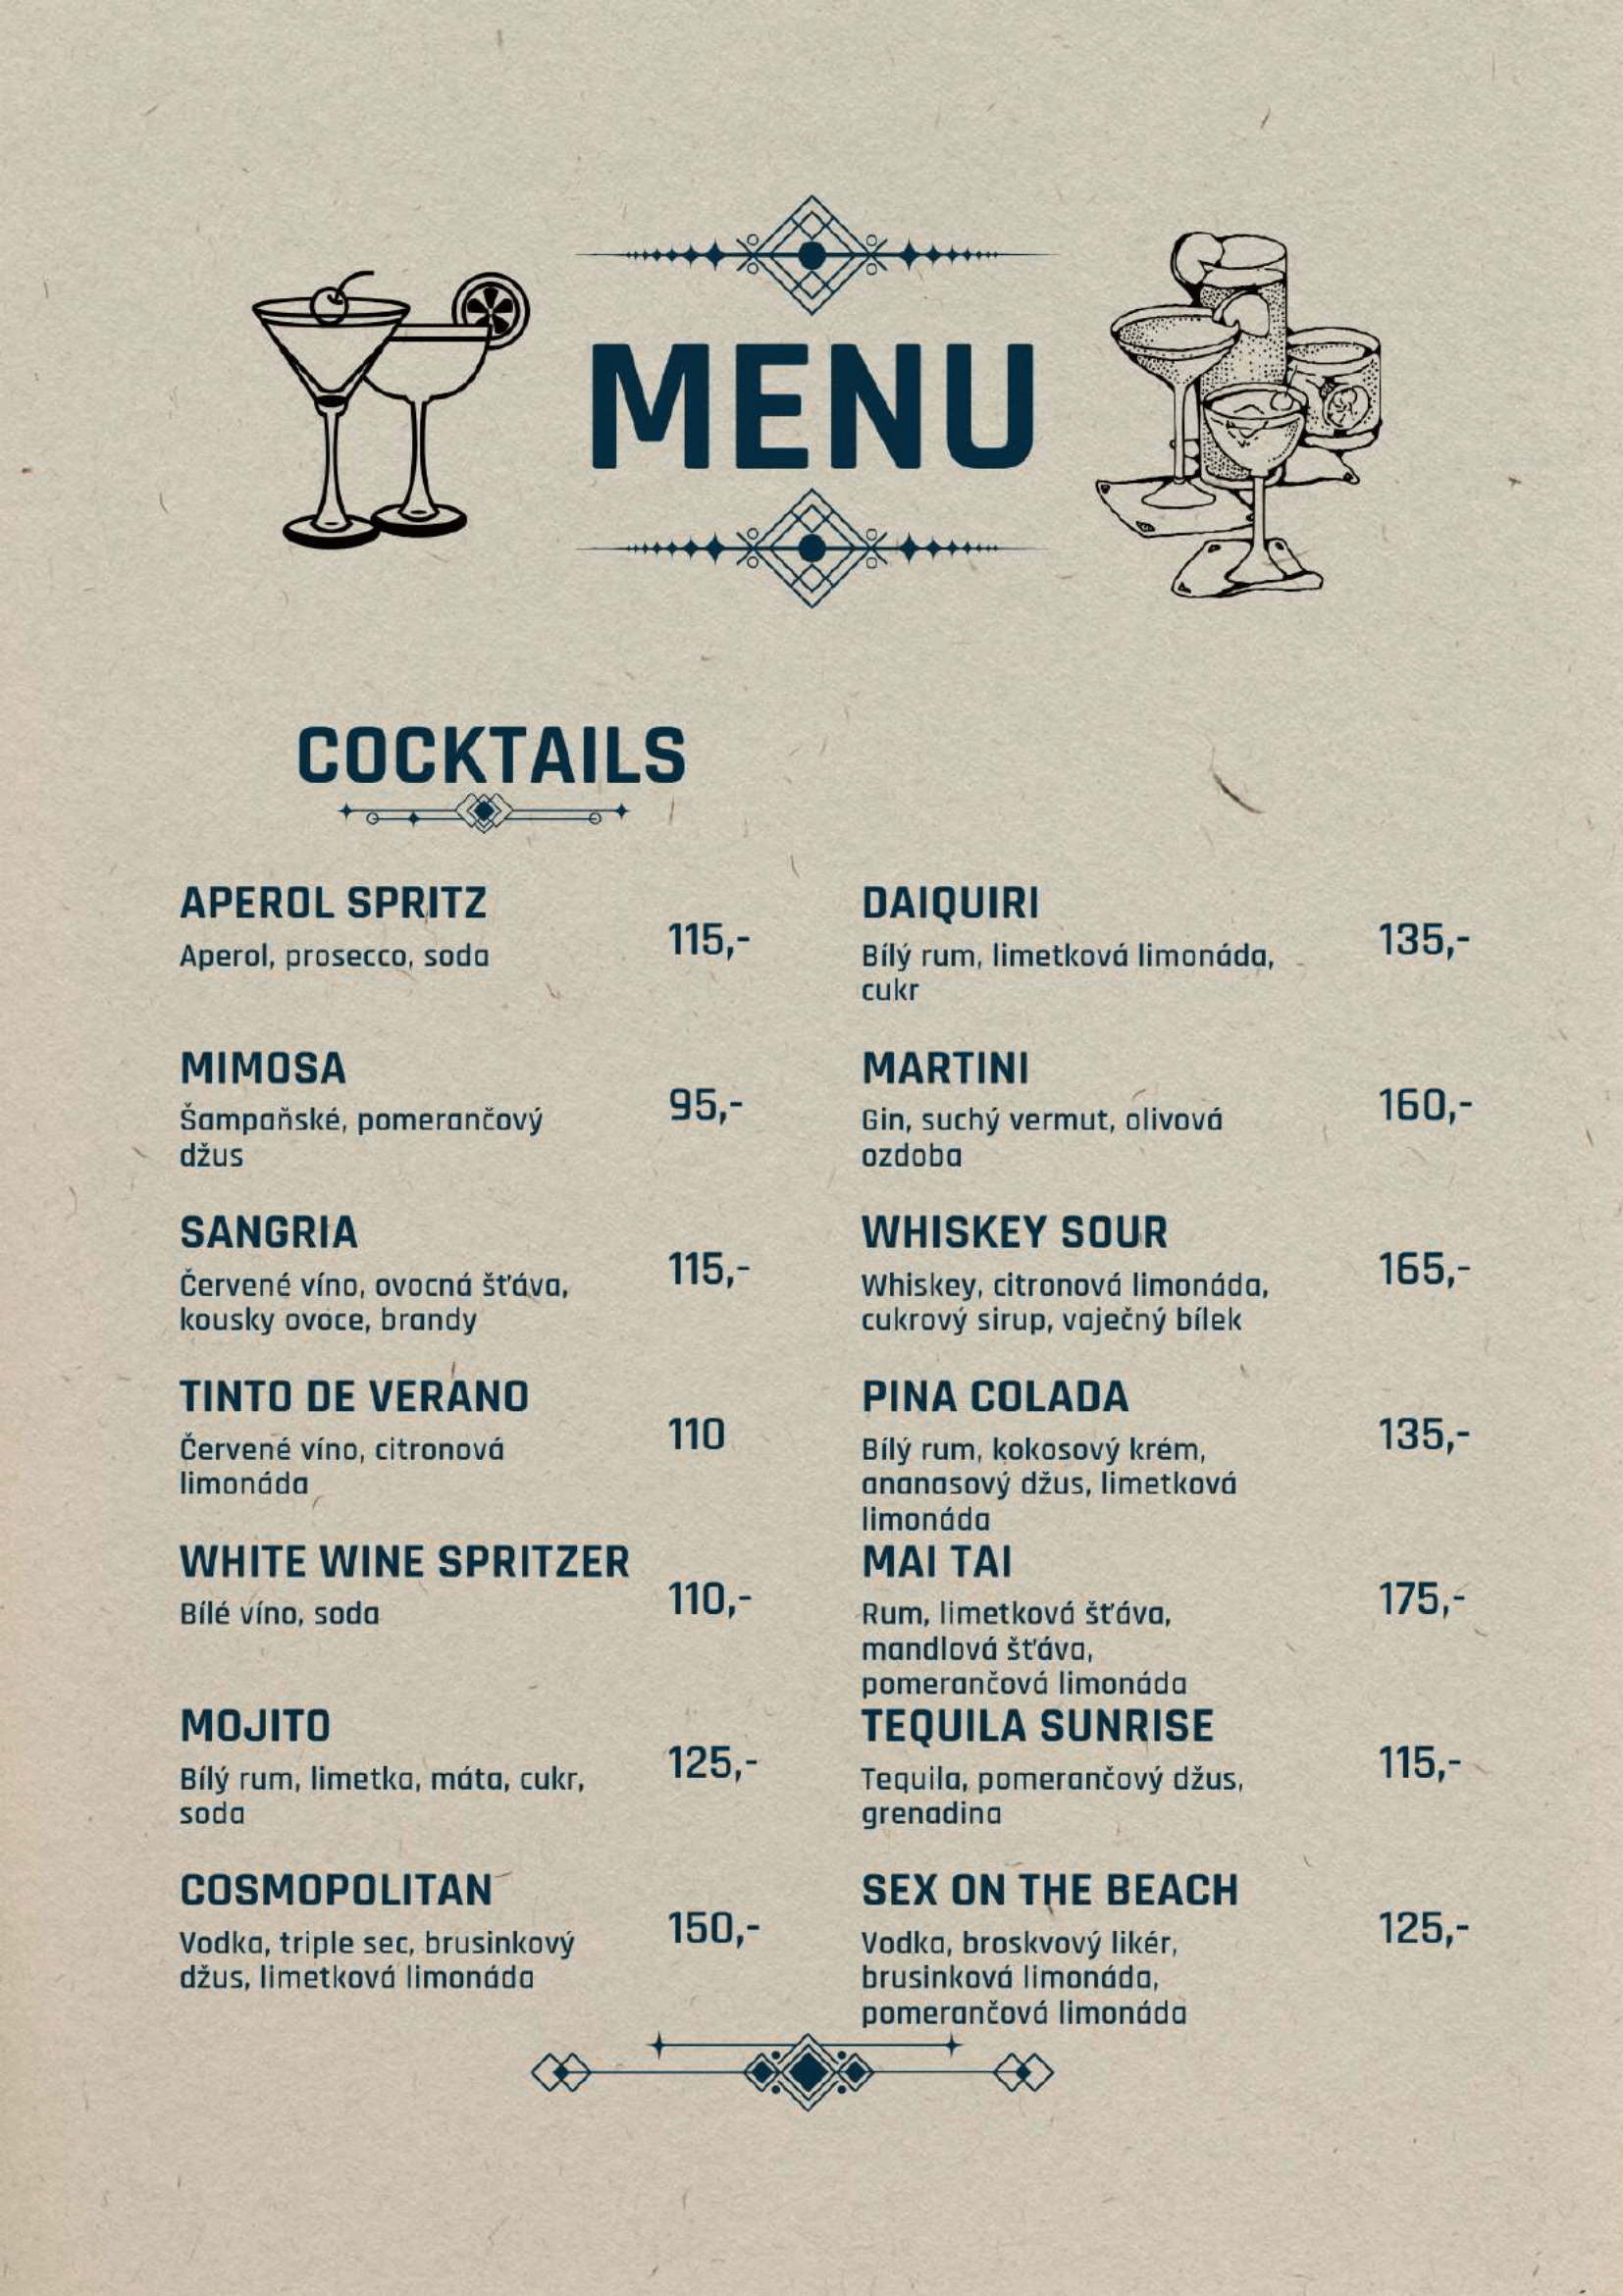 MENU
COCKTAILS
APEROL SPRITZ
115,-
Aperol, prosecco, soda
MIMOSA
95,-
Šampaňské, pomerančový
džus
SANGRIA
115,-
Červené víno, ovocná šťáva,
kousky ovoce, brandy
TINTO DE VERANO
110
Červené víno, citronová
limonáda
WHITE WINE SPRITZER
110,-
Bílé víno, soda
MOJITO
125,-
Bílý rum, limetka, máta, cukr,
soda
COSMOPOLITAN
150,-
Vodka, triple sec, brusinkový
džus, limetková limonáda
DAIQUIRI
135,-
Bílý rum, limetková limonáda,
cukr
MARTINI
160,-
Gin, suchý vermut, olivová
ozdoba
WHISKEY SOUR
165,-
Whiskey, citronová limonáda,
cukrový sirup, vaječný bílek
PINA COLADA
135,-
Bílý rum, kokosový krém,
ananasový džus, limetková
limonáda
MAI TAI
175,-
Rum, limetková šťáva,
mandlová šťáva,
pomerančová limonáda
TEQUILA SUNRISE
115,-
Tequila, pomerančový džus,
grenadina
SEX ON THE BEACH
125,-
Vodka, broskvový likér,
brusinková limonáda,
pomerančová limonáda